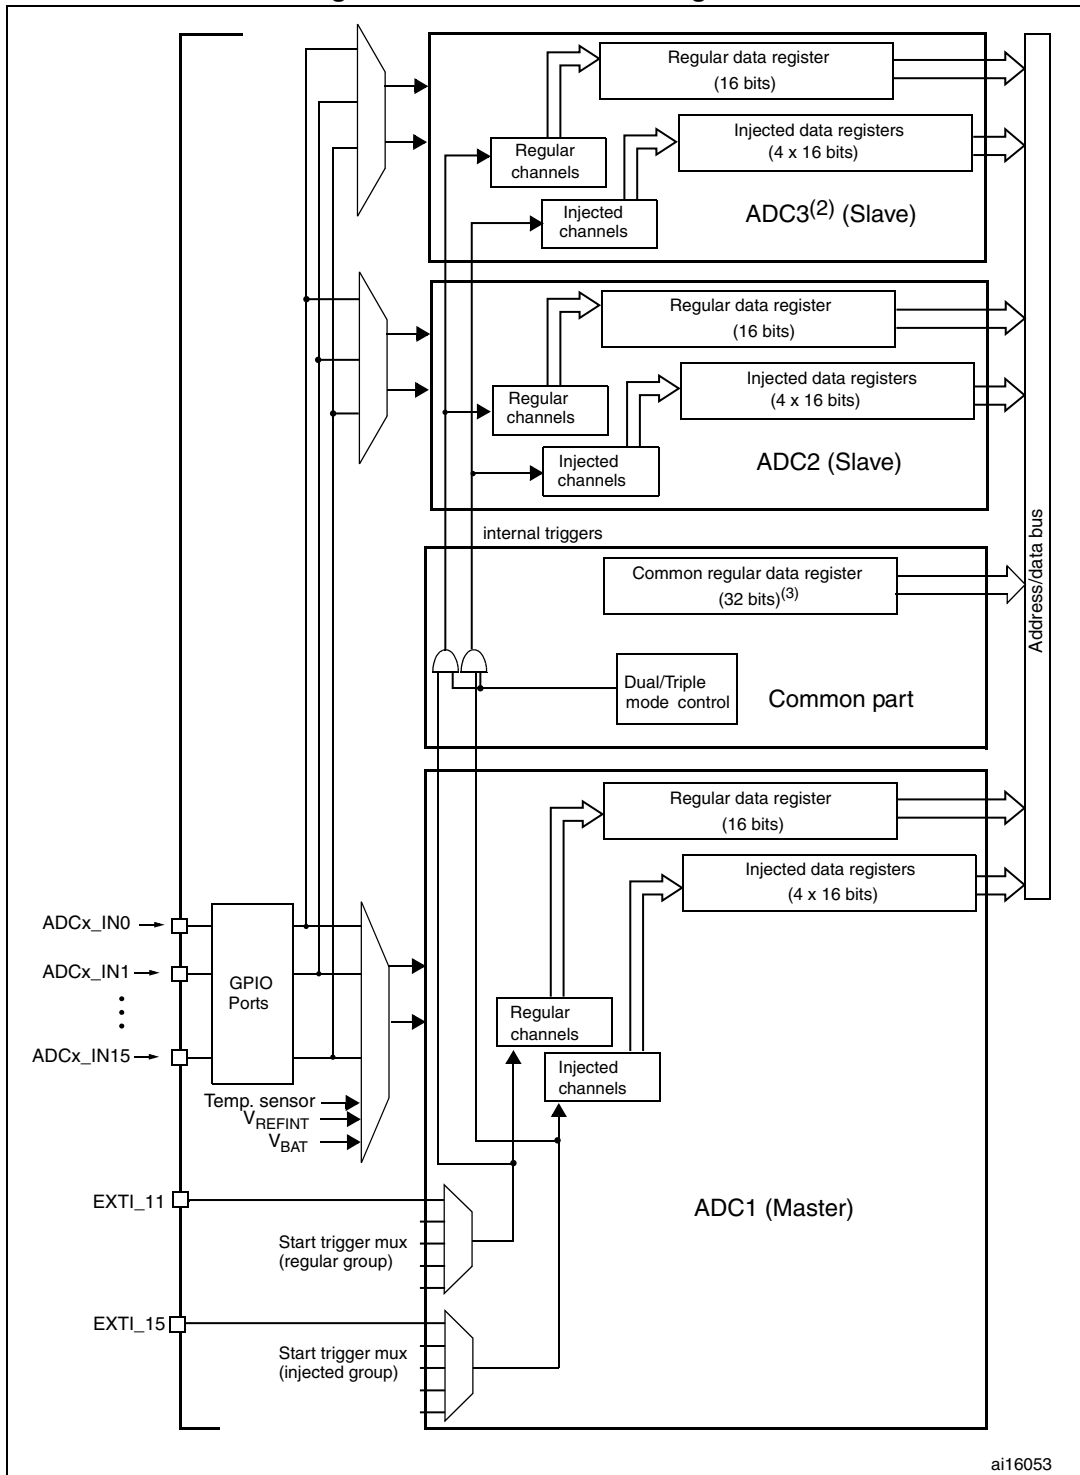 Regular data register
(16 bits)
Injected data registers
(4 x 16 bits)
Regular
channels
Injected
channels
ADC3(2) (Slave)
Regular data register
(16 bits)
Injected data registers
(4 x 16 bits)
Regular
channels
Injected
channels
ADC2 (Slave)
internal triggers
Common regular data register
(32 bits)(3)
Dual/Triple
mode control
Common part
Address/data bus
Regular data register
(16 bits)
Injected data registers
(4 x 16 bits)
ADCx_IN0
ADCx_IN1
ADCx_IN15
GPIO
Ports
Regular
channels
Injected
channels
Temp. sensor
VREFINT
VBAT
EXTI_11
Start trigger mux
(regular group)
ADC1 (Master)
EXTI_15
Start trigger mux
(injected group)
ai16053